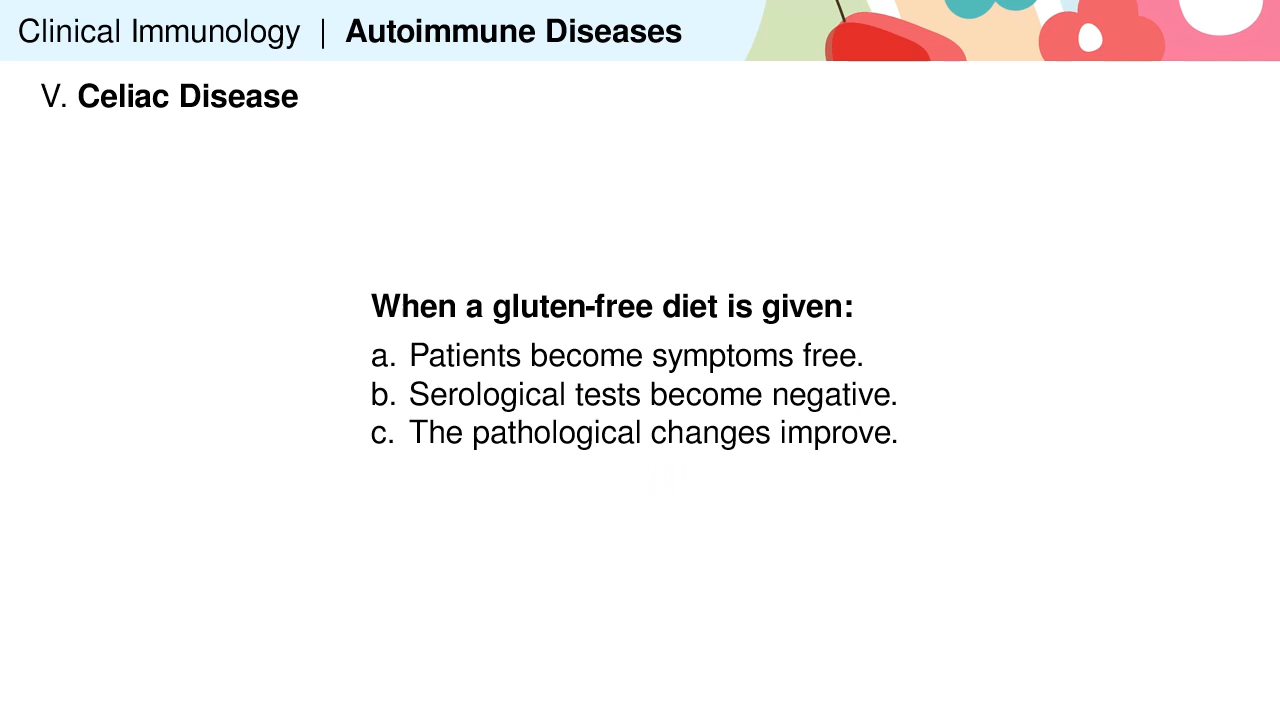 Clinical Immunology | Autoimmune Diseases
V. Celiac Disease
When a gluten-free diet is given:
a. Patients become symptoms free.
b. Serological tests become negative.
c. The pathological changes improve.